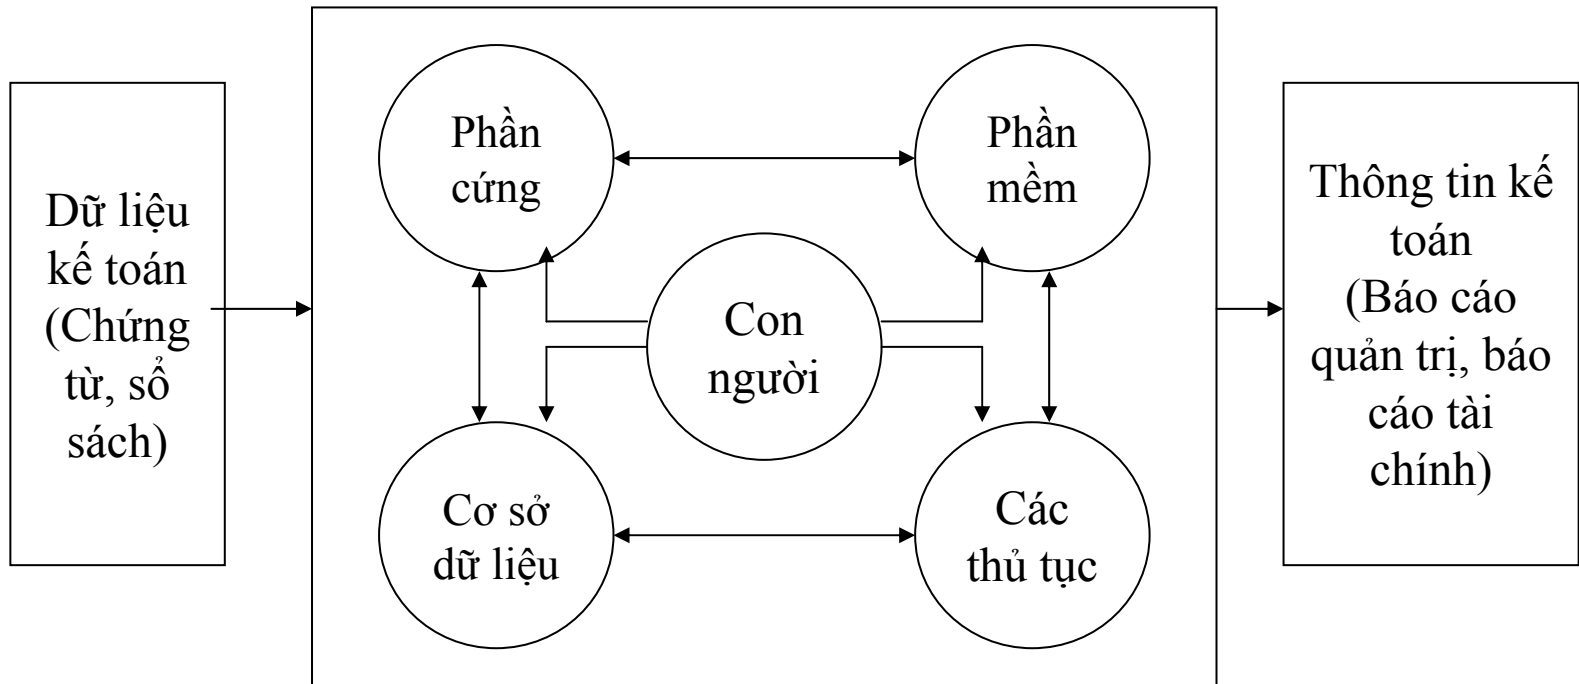 Dữ liệu
kế toán
(Chứng
từ, sổ
sách)
Phần
cứng
Phần
mềm
Con
người
Cơ sở
dữ liệu
Các
thủ tục
Thông tin kế
toán
(Báo cáo
quản trị, báo
cáo tài
chính)